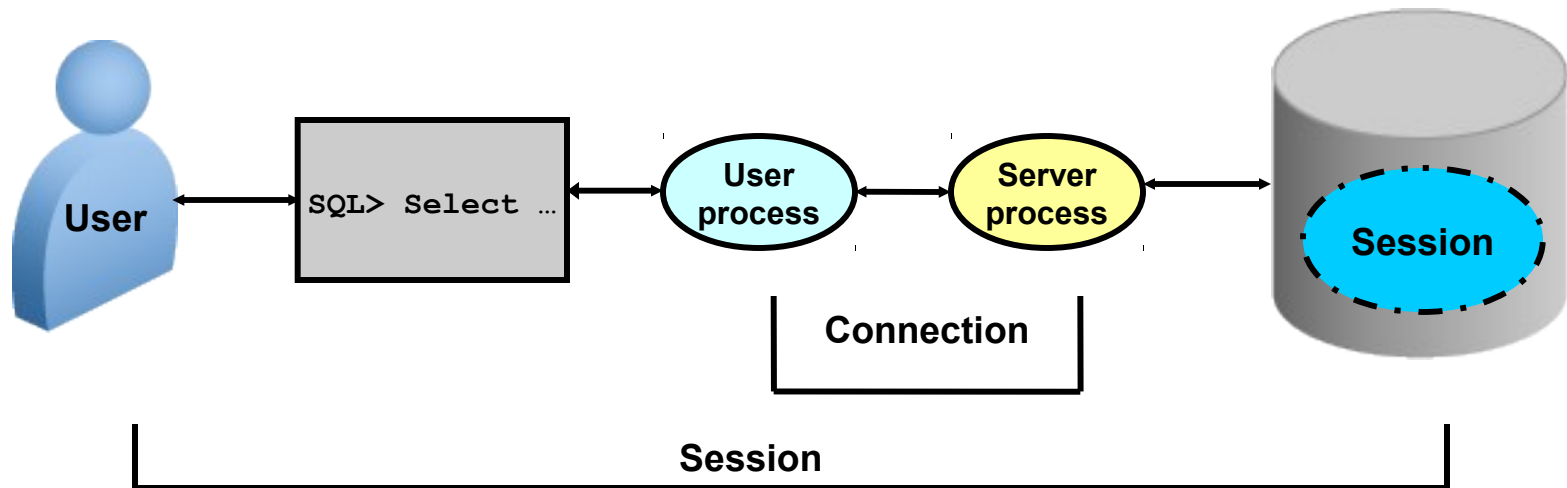 User
SQL> Select …
User
process
Server
process
Session
Connection
Session